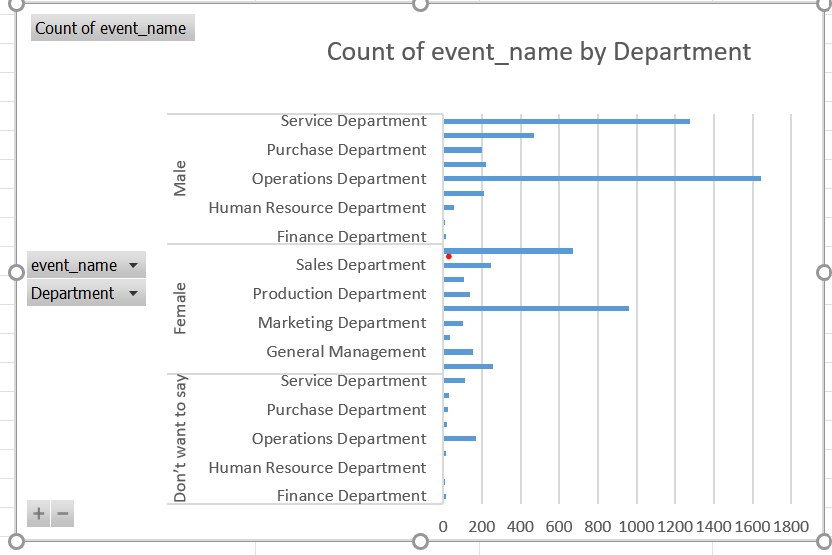 Count of event_name
Count of event_name by Department
Male
Service Department
Purchase Department
Operations Department
Human Resource Department
Finance Department
Female
Sales Department
Production Department
Marketing Department
General Management
Don't want to say
Service Department
Purchase Department
Operations Department
Human Resource Department
Finance Department
event_name
Department
+ −
0 200 400 600 800 1000 1200 1400 1600 1800